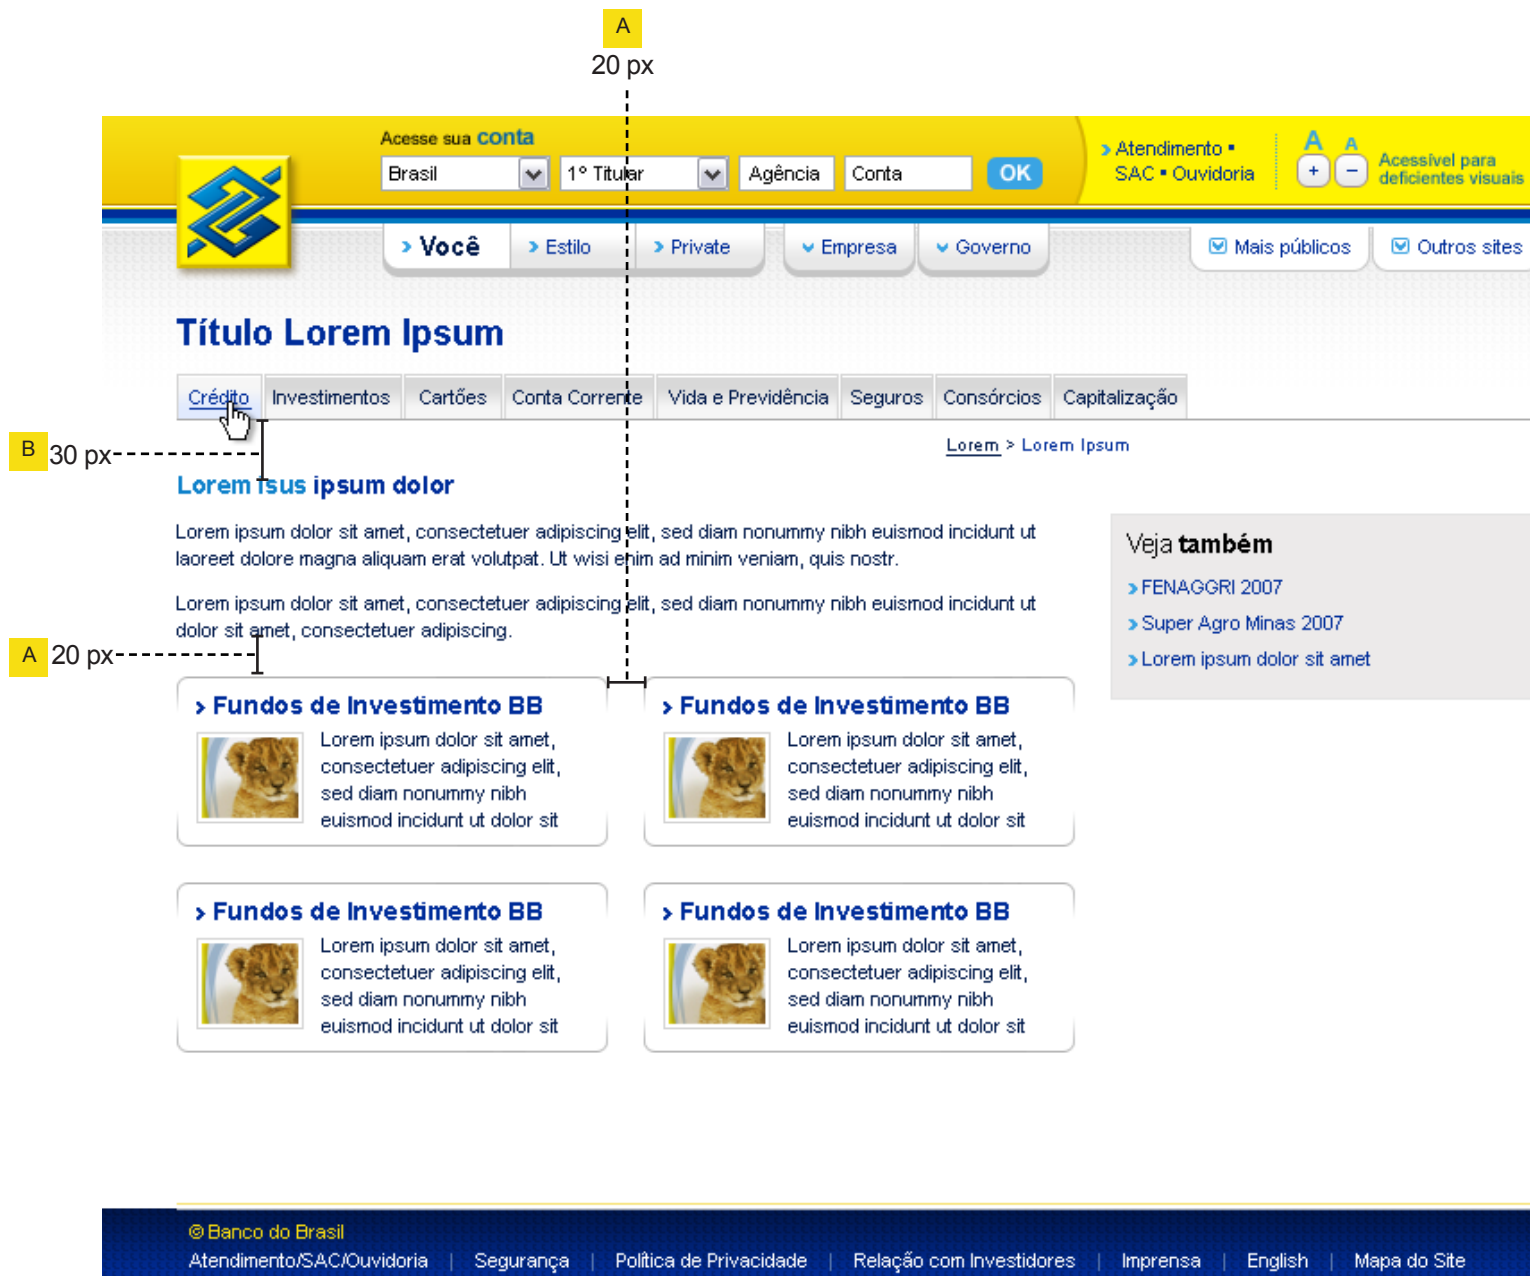 A
20 px
Acesse sua conta
Brasil
1º Titular
Agência
Conta
OK
Atendimento ▪
SAC ▪ Ouvidoria
A A
+ −
Acessível para
deficientes visuais
Você
Estilo
Private
Empresa
Governo
Mais públicos
Outros sites
Título Lorem Ipsum
Crédito
Investimentos
Cartões
Conta Corrente
Vida e Previdência
Seguros
Consórcios
Capitalização
Lorem > Lorem Ipsum
B 30 px
Lorem isus ipsum dolor
Lorem ipsum dolor sit amet, consectetuer adipiscing elit, sed diam nonummy nibh euismod incidunt ut
laoreet dolore magna aliquam erat volutpat. Ut wisi enim ad minim veniam, quis nostr.
Lorem ipsum dolor sit amet, consectetuer adipiscing elit, sed diam nonummy nibh euismod incidunt ut
dolor sit amet, consectetuer adipiscing.
A 20 px
Veja também
FENAGGRI 2007
Super Agro Minas 2007
Lorem ipsum dolor sit amet
Fundos de Investimento BB
Lorem ipsum dolor sit amet,
consectetuer adipiscing elit,
sed diam nonummy nibh
euismod incidunt ut dolor sit
Fundos de Investimento BB
Lorem ipsum dolor sit amet,
consectetuer adipiscing elit,
sed diam nonummy nibh
euismod incidunt ut dolor sit
Fundos de Investimento BB
Lorem ipsum dolor sit amet,
consectetuer adipiscing elit,
sed diam nonummy nibh
euismod incidunt ut dolor sit
Fundos de Investimento BB
Lorem ipsum dolor sit amet,
consectetuer adipiscing elit,
sed diam nonummy nibh
euismod incidunt ut dolor sit
© Banco do Brasil
Atendimento/SAC/Ouvidoria | Segurança | Política de Privacidade | Relação com Investidores | Imprensa | English | Mapa do Site